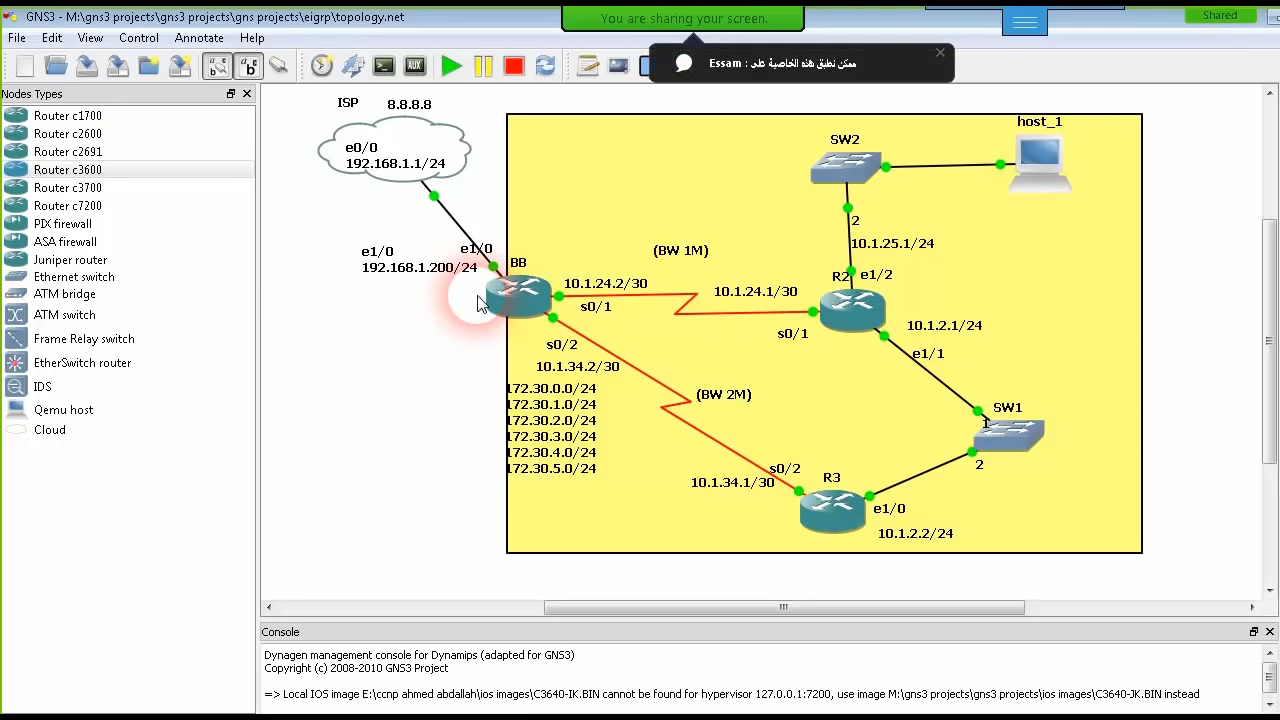 GNS3 - M:\gns3 projects\gns3 projects\gns projects\eigrp\topology.net
You are sharing your screen.
Shared
File Edit View Control Annotate Help
Essam : ممكن نطبق هذه الخاصية على
Nodes Types
Router c1700
Router c2600
Router c2691
Router c3600
Router c3700
Router c7200
PIX firewall
ASA firewall
Juniper router
Ethernet switch
ATM bridge
ATM switch
Frame Relay switch
EtherSwitch router
IDS
Qemu host
Cloud
ISP 8.8.8.8
e0/0
192.168.1.1/24
e1/0
192.168.1.200/24
e1/0
BB
10.1.24.2/30
s0/1
s0/2
10.1.34.2/30
172.30.0.0/24
172.30.1.0/24
172.30.2.0/24
172.30.3.0/24
172.30.4.0/24
172.30.5.0/24
(BW 1M)
10.1.24.1/30
s0/1
(BW 2M)
s0/2
10.1.34.1/30
SW2
host_1
2
10.1.25.1/24
R2
e1/2
10.1.2.1/24
e1/1
SW1
1
2
R3
e1/0
10.1.2.2/24
Console
Dynagen management console for Dynamips (adapted for GNS3)
Copyright (c) 2008-2010 GNS3 Project
=> Local IOS image E:\ccnp ahmed abdallah\ios images\C3640-IK.BIN cannot be found for hypervisor 127.0.0.1:7200, use image M:\gns3 projects\gns3 projects\ios images\C3640-JK.BIN instead